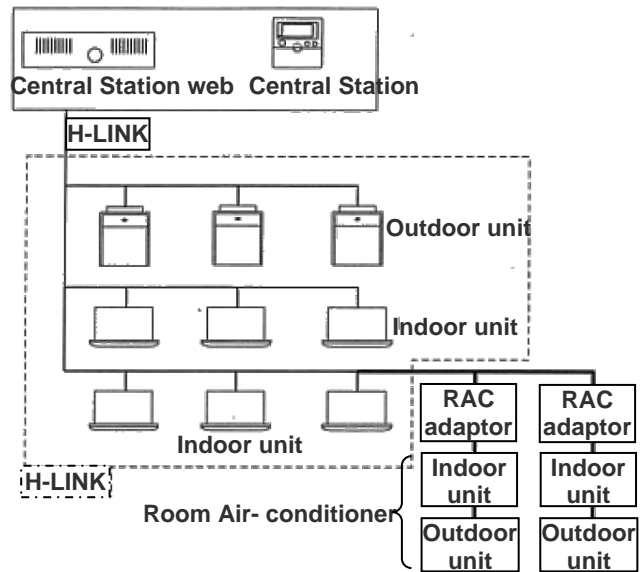 Central Station web Central Station
H-LINK
Outdoor unit
Indoor unit
Indoor unit
H-LINK
RAC
adaptor
RAC
adaptor
Indoor
unit
Indoor
unit
Room Air- conditioner
Outdoor
unit
Outdoor
unit